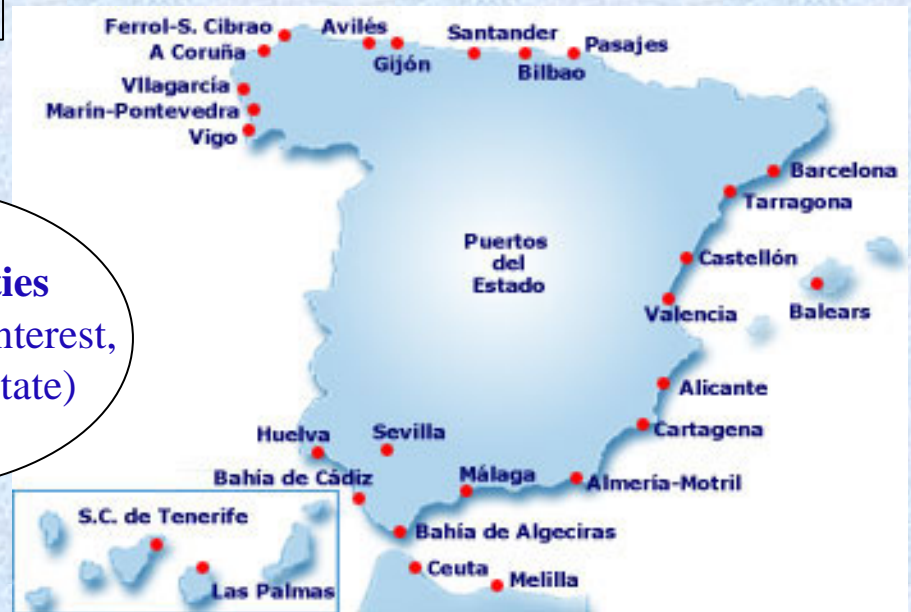 Ferrol-S. Cibrao
A Coruña
Avilés
Gijón
Santander
Bilbao
Pasajes
VIlagarcía
Marín-Pontevedra
Vigo
Barcelona
Tarragona
Puertos
del
Estado
Castellón
Valencia
Balears
Alicante
Cartagena
Huelva
Sevilla
Bahía de Cádiz
Málaga
Almería-Motril
Bahía de Algeciras
Ceuta
Melilla
S.C. de Tenerife
Las Palmas
ties
nterest,
tate)